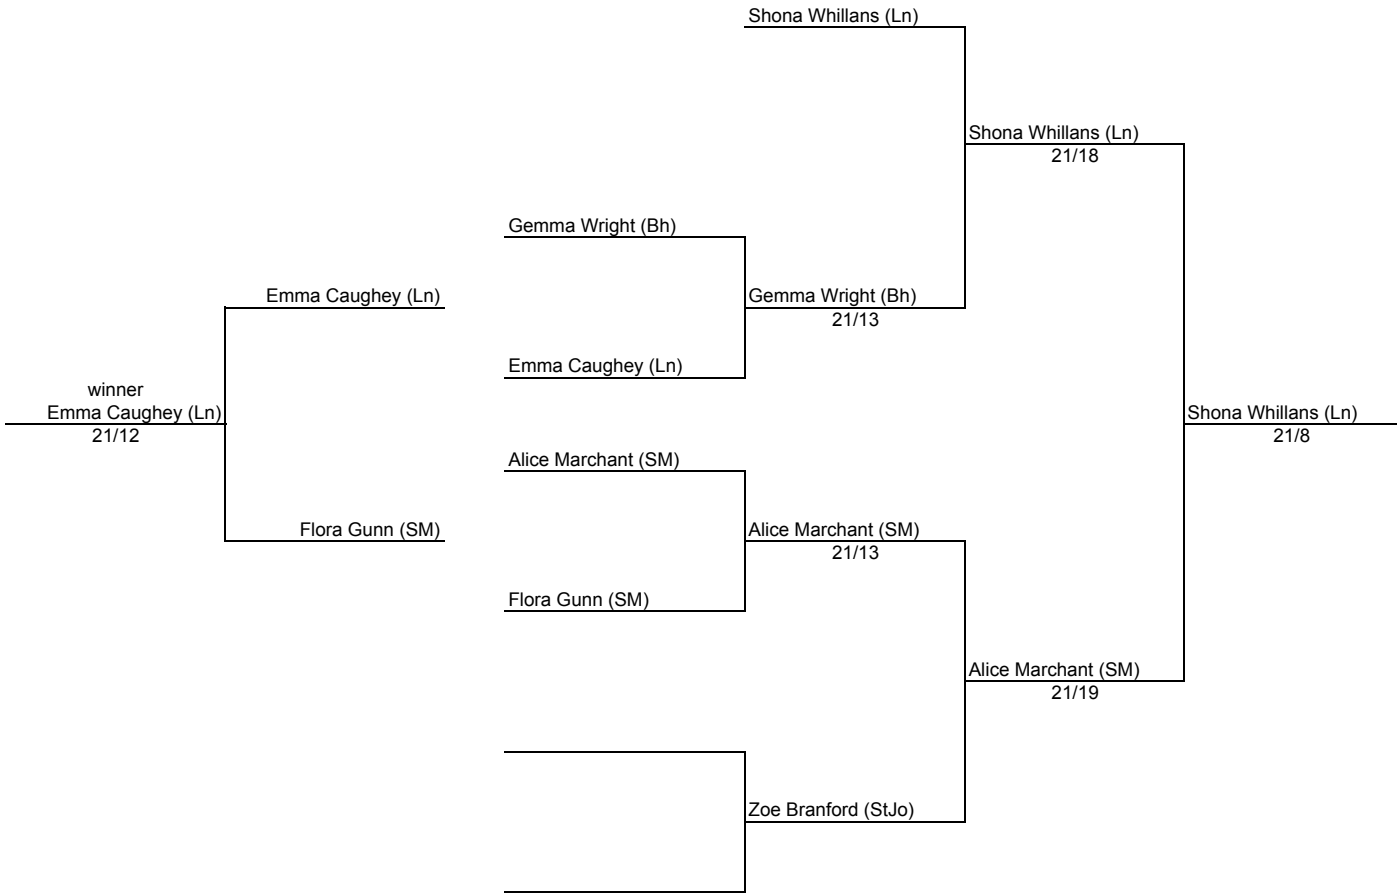 Shona Whillans (Ln)
Shona Whillans (Ln)
21/18
Gemma Wright (Bh)
Emma Caughey (Ln)
Gemma Wright (Bh)
21/13
Emma Caughey (Ln)
winner
Emma Caughey (Ln)
21/12
Shona Whillans (Ln)
21/8
Alice Marchant (SM)
Flora Gunn (SM)
Alice Marchant (SM)
21/13
Flora Gunn (SM)
Alice Marchant (SM)
21/19
Zoe Branford (StJo)